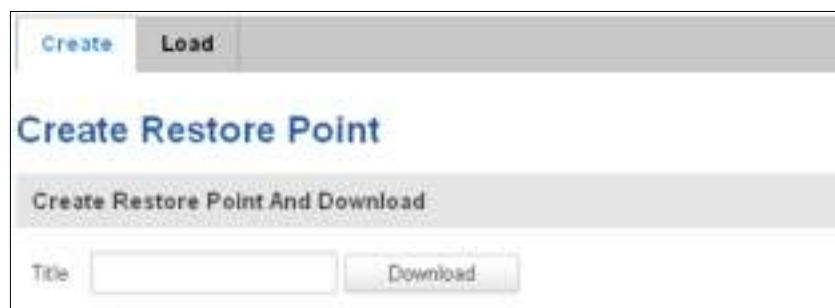 Create Load
Create Restore Point
Create Restore Point And Download
Title Download